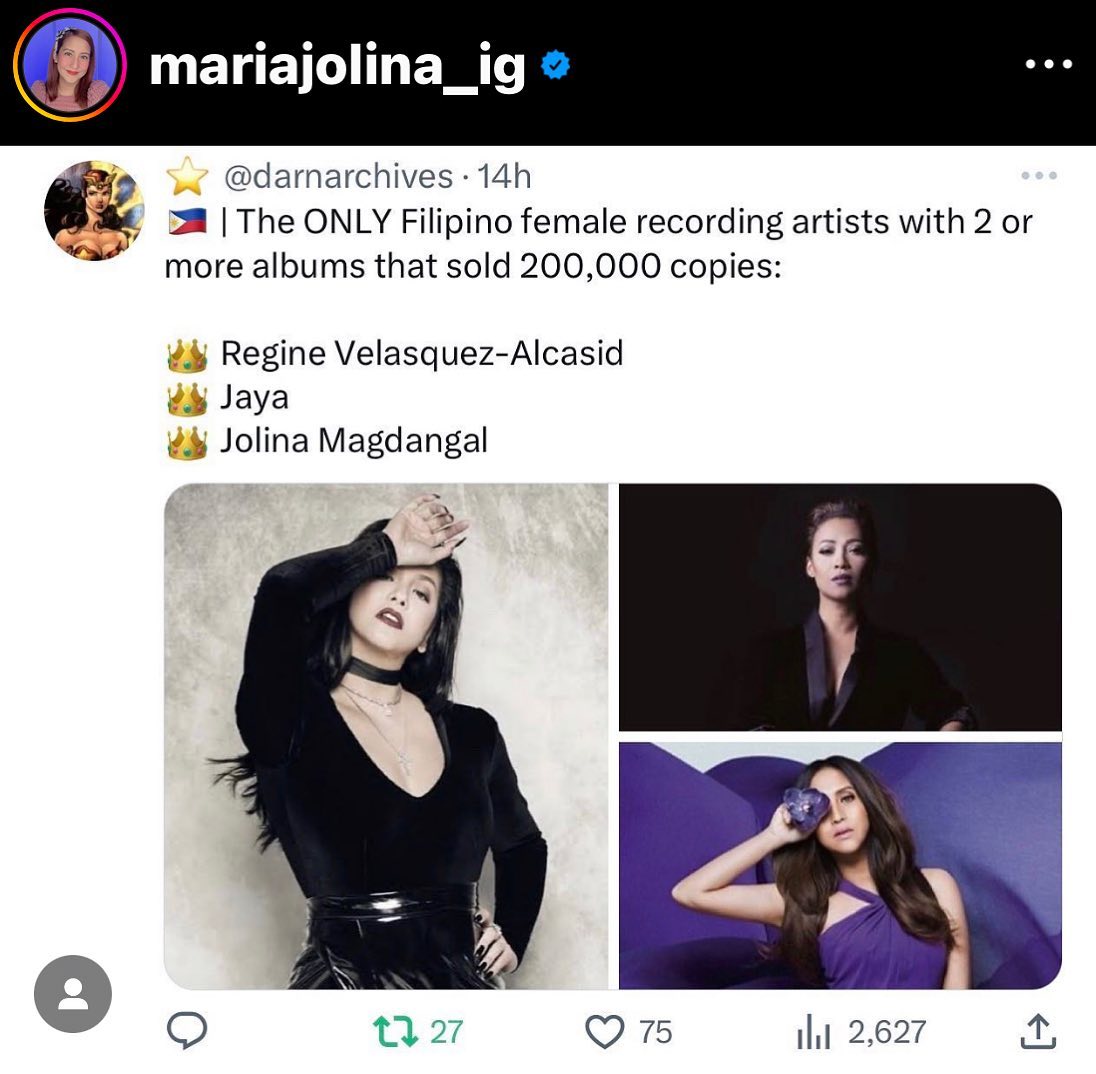 mariajolina_ig
⭐ @darnarchives · 14h
🇵🇭 | The ONLY Filipino female recording artists with 2 or
more albums that sold 200,000 copies:
👑 Regine Velasquez-Alcasid
👑 Jaya
👑 Jolina Magdangal
27 75 2,627